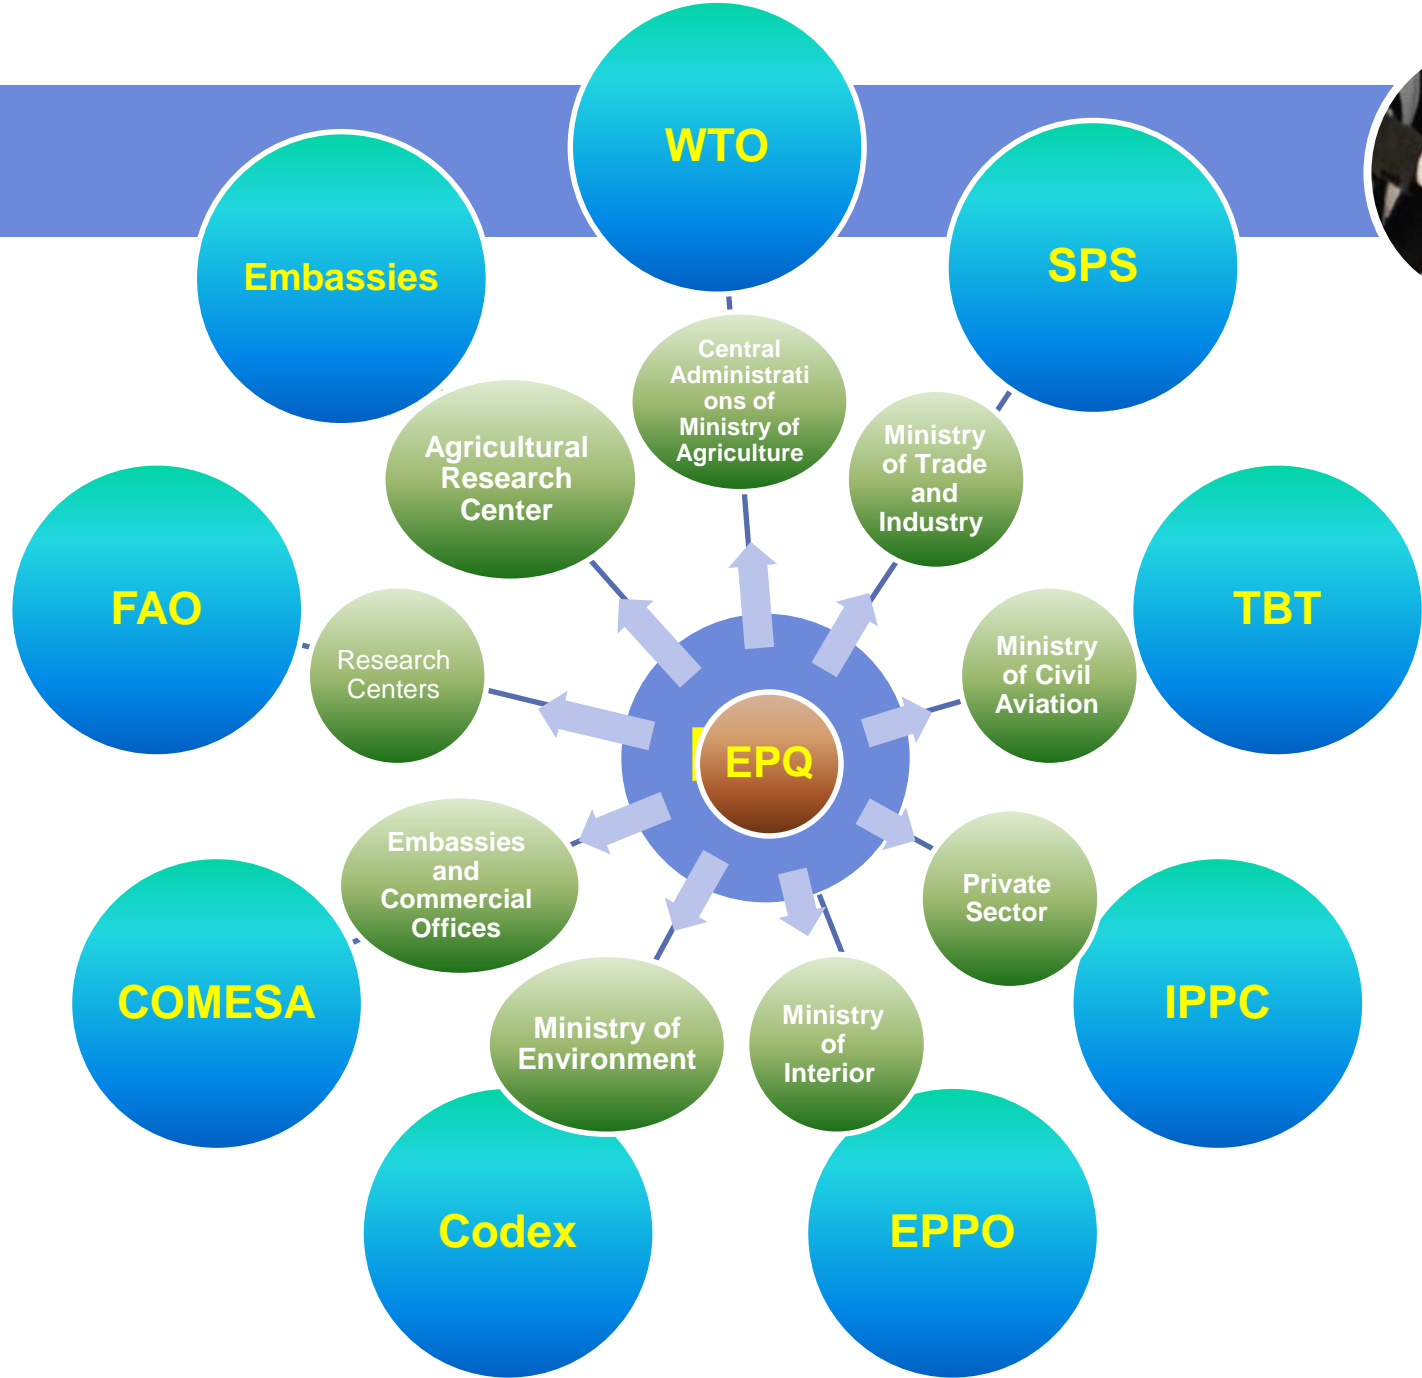 WTO
Embassies
SPS
Central
Administrati
ons of
Ministry of
Agriculture
Agricultural
Research
Center
Ministry
of Trade
and
Industry
FAO
TBT
Research
Centers
Ministry
of Civil
Aviation
EPQ
Embassies
and
Commercial
Offices
Private
Sector
COMESA
IPPC
Ministry of
Environment
Ministry
of
Interior
Codex
EPPO